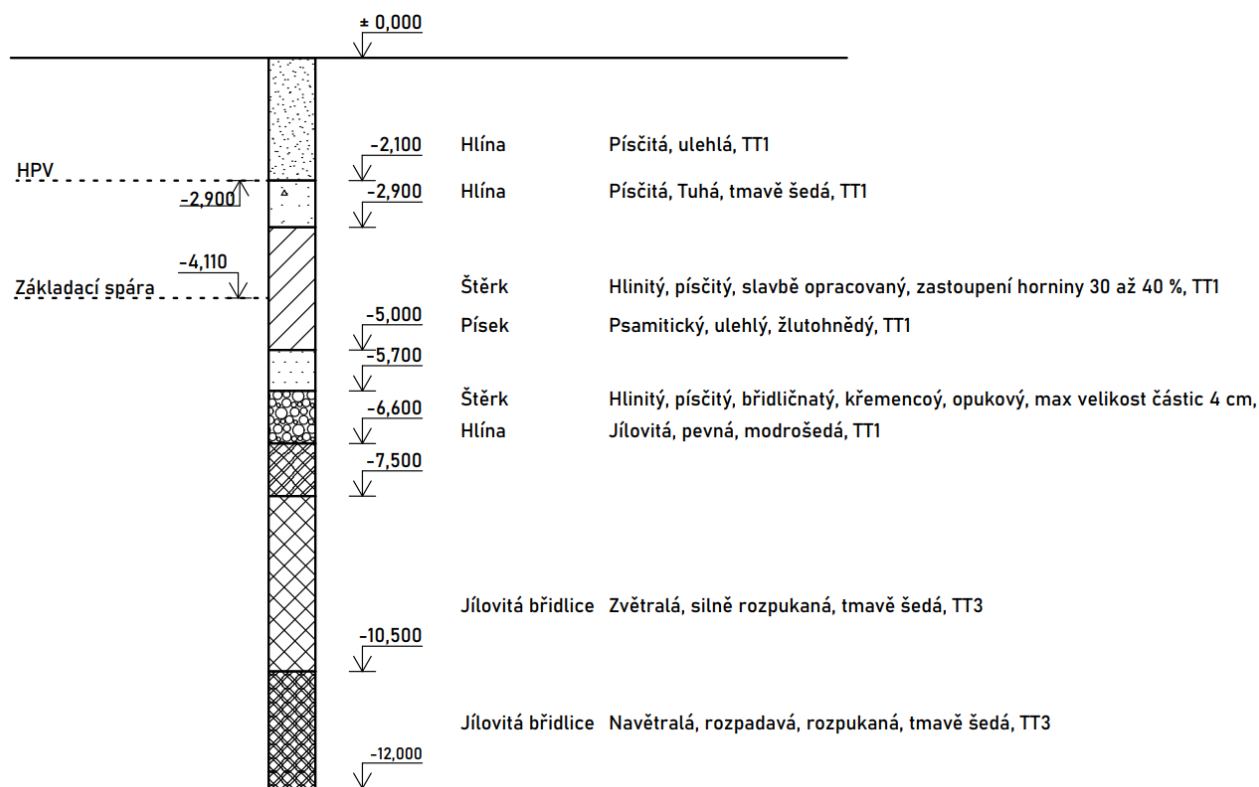 ± 0,000
-2,100 Hlína Písčitá, ulehlá, TT1
HPV
-2,900
-2,900 Hlína Písčitá, Tuhá, tmavě šedá, TT1
-4,110
Základací spára
Štěrk Hlinitý, písčitý, slavbě opracovaný, zastoupení horniny 30 až 40 %, TT1
-5,000 Písek Psamitický, ulehlý, žlutohnědý, TT1
-5,700
Štěrk Hlinitý, písčitý, břidličnatý, křemencoý, opukový, max velikost částic 4 cm,
-6,600
Hlína Jílovitá, pevná, modrošedá, TT1
-7,500
Jílovitá břidlice Zvětralá, silně rozpukaná, tmavě šedá, TT3
-10,500
Jílovitá břidlice Navětralá, rozpadavá, rozpukaná, tmavě šedá, TT3
-12,000